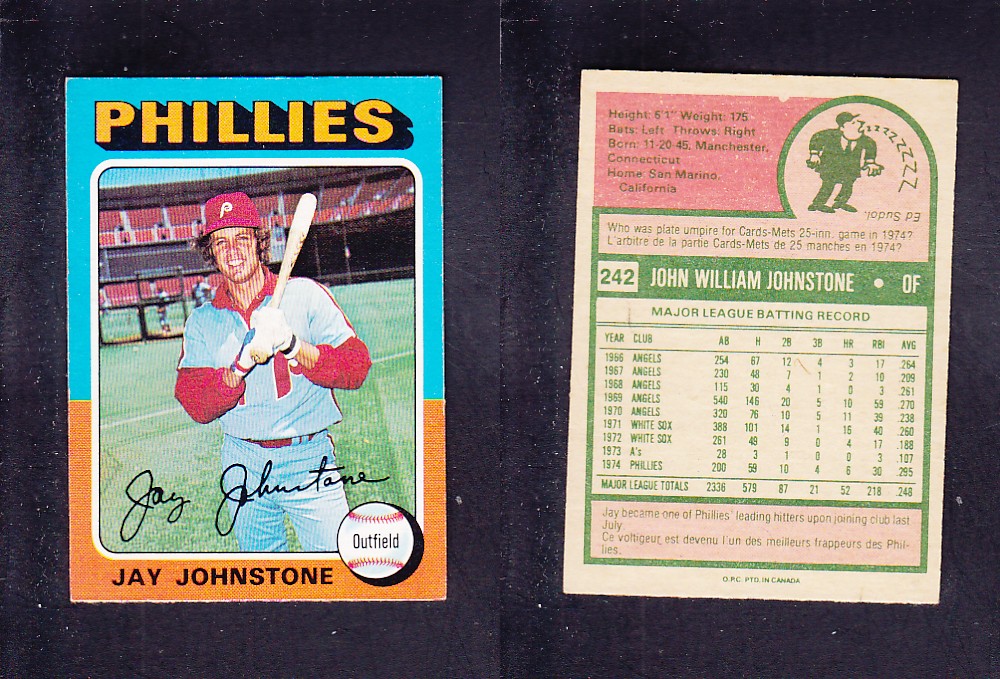 PHILLIES
P
Jay Johnstone
Outfield
JAY JOHNSTONE
Height: 6'1" Weight: 175
Bats: Left Throws: Right
Born: 11-20-45, Manchester,
Connecticut
Home: San Marino,
California
ZZZZZZZZZ
Ed Sudol.
Who was plate umpire for Cards-Mets 25-inn. game in 1974?
L'arbitre de la partie Cards-Mets de 25 manches en 1974?
242 JOHN WILLIAM JOHNSTONE • OF
MAJOR LEAGUE BATTING RECORD
YEAR CLUB AB H 2B 3B HR RBI AVG
1966 ANGELS 254 67 12 4 3 17 .264
1967 ANGELS 230 48 7 1 2 10 .209
1968 ANGELS 115 30 4 1 0 3 .261
1969 ANGELS 540 146 20 5 10 59 .270
1970 ANGELS 320 76 10 5 11 39 .238
1971 WHITE SOX 388 101 14 1 16 40 .260
1972 WHITE SOX 261 49 9 0 4 17 .188
1973 A's 28 3 1 0 0 3 .107
1974 PHILLIES 200 59 10 4 6 30 .295
MAJOR LEAGUE TOTALS 2336 579 87 21 52 218 .248
Jay became one of Phillies' leading hitters upon joining club last
July.
Ce voltigeur est devenu l'un des meilleurs frappeurs des Phil-
lies.
O.P.C. PTD. IN CANADA